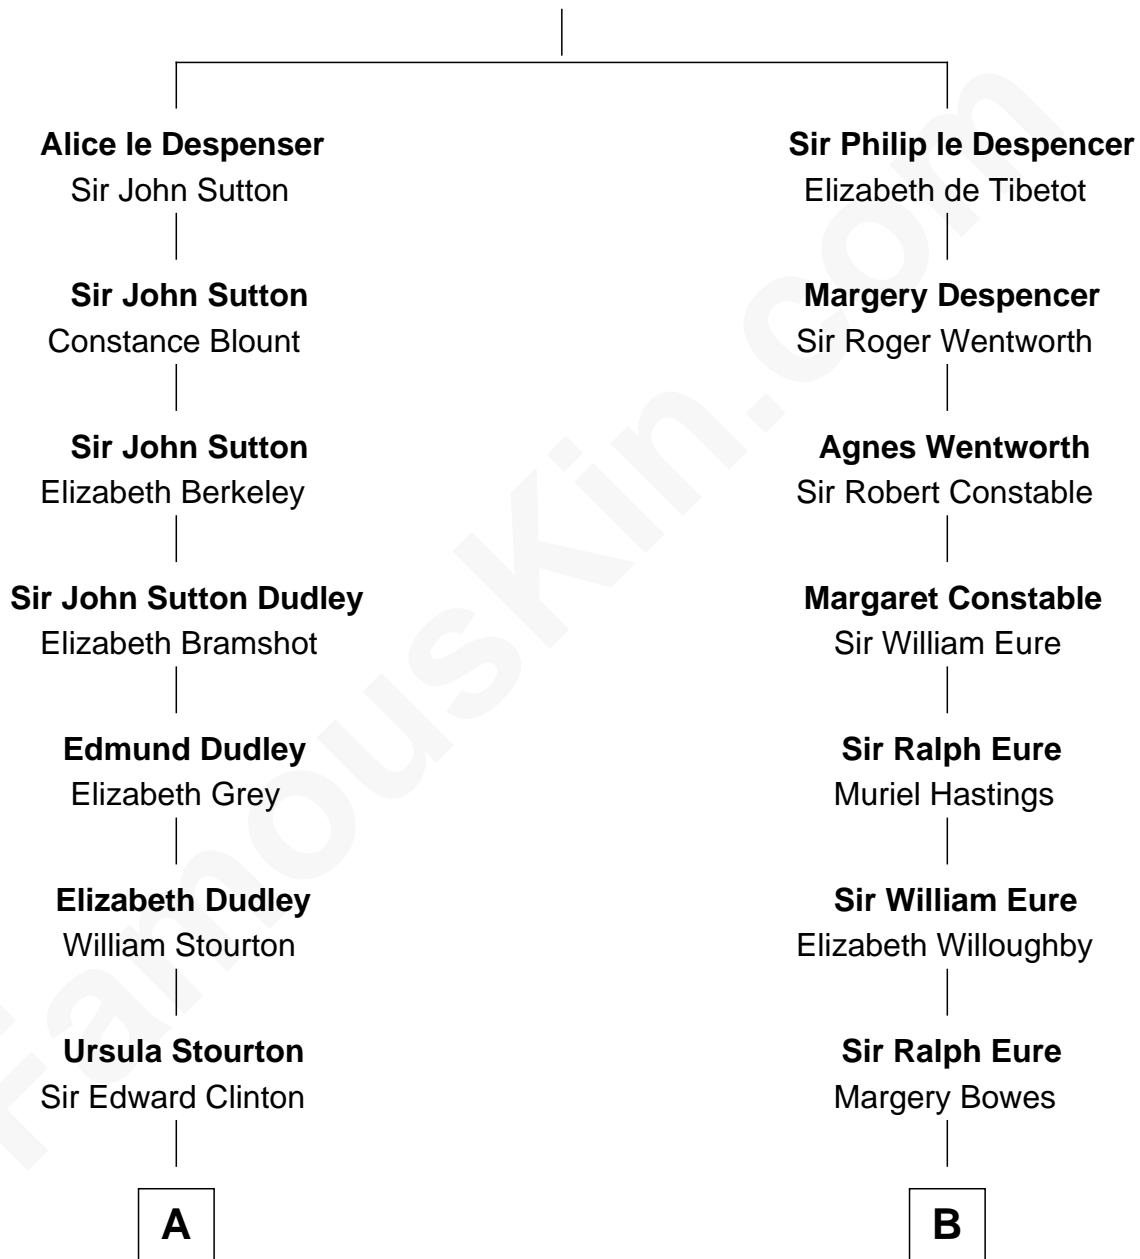 Alice le Despenser
Sir John Sutton
Sir John Sutton
Constance Blount
Sir John Sutton
Elizabeth Berkeley
Sir John Sutton Dudley
Elizabeth Bramshot
Edmund Dudley
Elizabeth Grey
Elizabeth Dudley
William Stourton
Ursula Stourton
Sir Edward Clinton
A
Sir Philip le Despencer
Elizabeth de Tibetot
Margery Despencer
Sir Roger Wentworth
Agnes Wentworth
Sir Robert Constable
Margaret Constable
Sir William Eure
Sir Ralph Eure
Muriel Hastings
Sir William Eure
Elizabeth Willoughby
Sir Ralph Eure
Margery Bowes
B
FamousKin.com